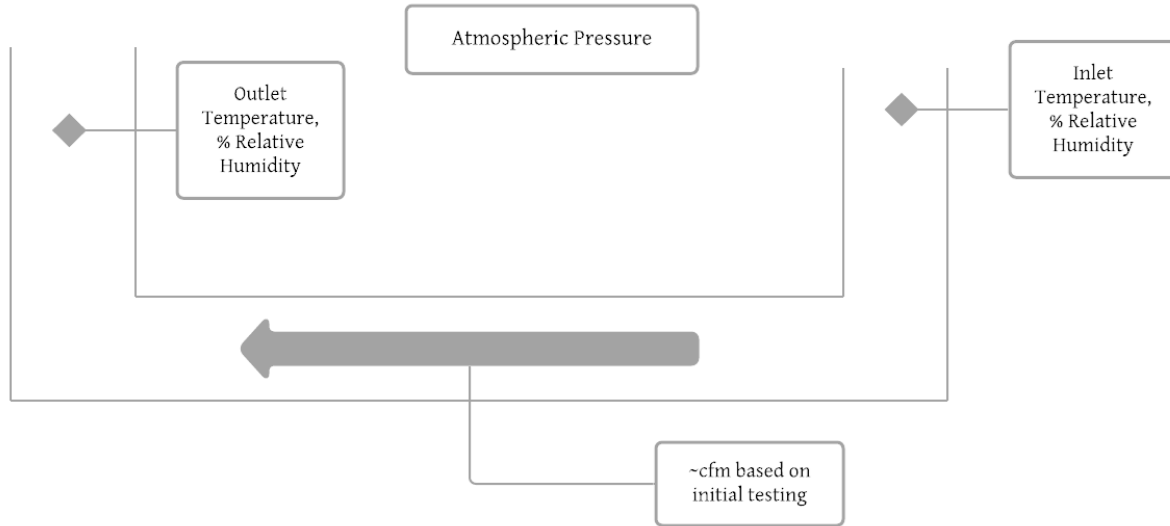 Atmospheric Pressure
Outlet
Temperature,
% Relative
Humidity
Inlet
Temperature,
% Relative
Humidity
~cfm based on
initial testing